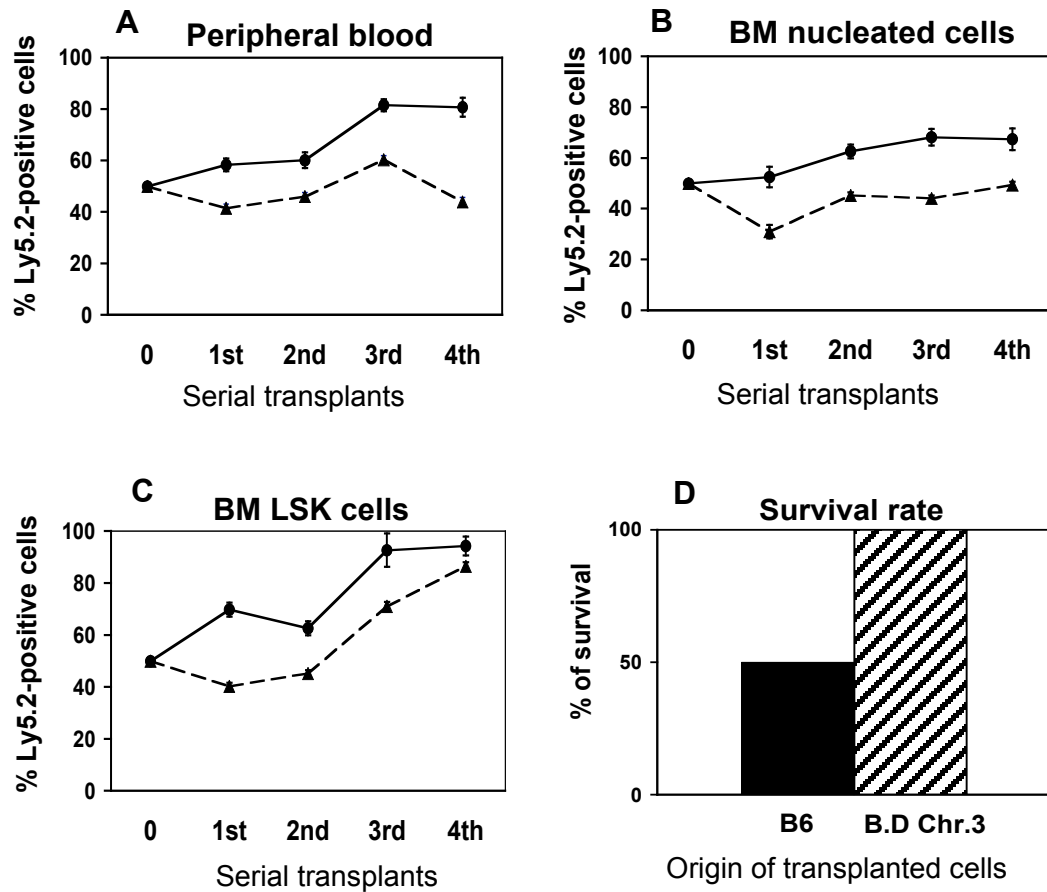 A Peripheral blood
% Ly5.2-positive cells
100
80
60
40
20
0
0 1st 2nd 3rd 4th
Serial transplants
B BM nucleated cells
% Ly5.2-positive cells
100
80
60
40
20
0
0 1st 2nd 3rd 4th
Serial transplants
C BM LSK cells
% Ly5.2-positive cells
100
80
60
40
20
0
0 1st 2nd 3rd 4th
Serial transplants
D Survival rate
% of survival
100
50
0
B6 B.D Chr.3
Origin of transplanted cells